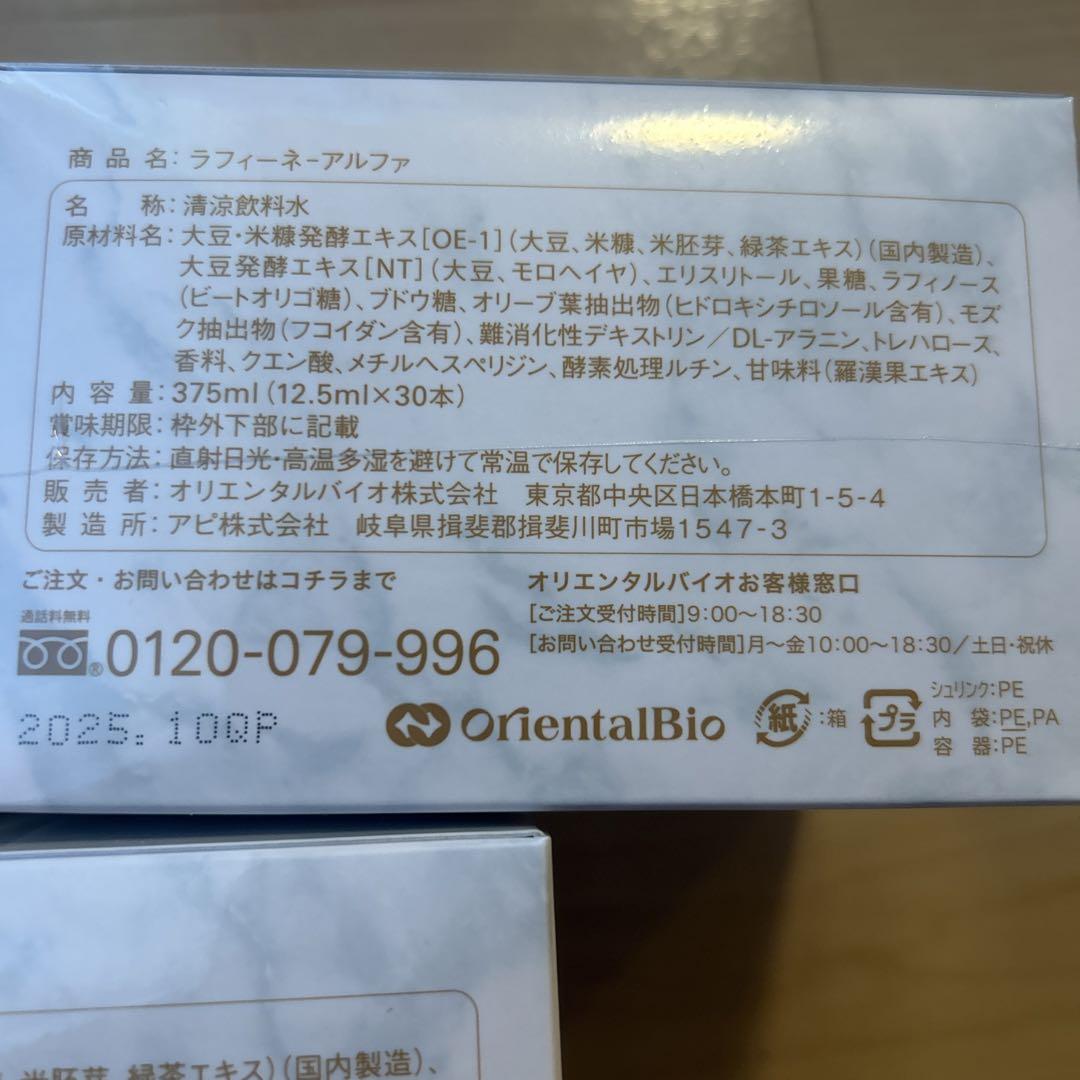 商品名：ラフィーネ-アルファ
名称：清涼飲料水
原材料名：大豆・米糠発酵エキス[OE-1]（大豆、米糠、米胚芽、緑茶エキス）（国内製造）、
大豆発酵エキス[NT]（大豆、モロヘイヤ）、エリスリトール、果糖、ラフィノース
（ビートオリゴ糖）、ブドウ糖、オリーブ葉抽出物（ヒドロキシチロソール含有）、モズ
ク抽出物（フコイダン含有）、難消化性デキストリン／DL-アラニン、トレハロース、
香料、クエン酸、メチルヘスペリジン、酵素処理ルチン、甘味料（羅漢果エキス）
内容量：375ml（12.5ml×30本）
賞味期限：枠外下部に記載
保存方法：直射日光・高温多湿を避けて常温で保存してください。
販売者：オリエンタルバイオ株式会社　東京都中央区日本橋本町1-5-4
製造所：アピ株式会社　岐阜県揖斐郡揖斐川町市場1547-3
ご注文・お問い合わせはコチラまで
通話料無料
® 0120-079-996
オリエンタルバイオお客様窓口
[ご注文受付時間]9:00～18:30
[お問い合わせ受付時間]月～金10:00～18:30／土日・祝休
2025.10QP
OrientalBio
紙：箱
プラ
シュリンク：PE
内袋：PE,PA
容器：PE
米胚芽、緑茶エキス）（国内製造）、